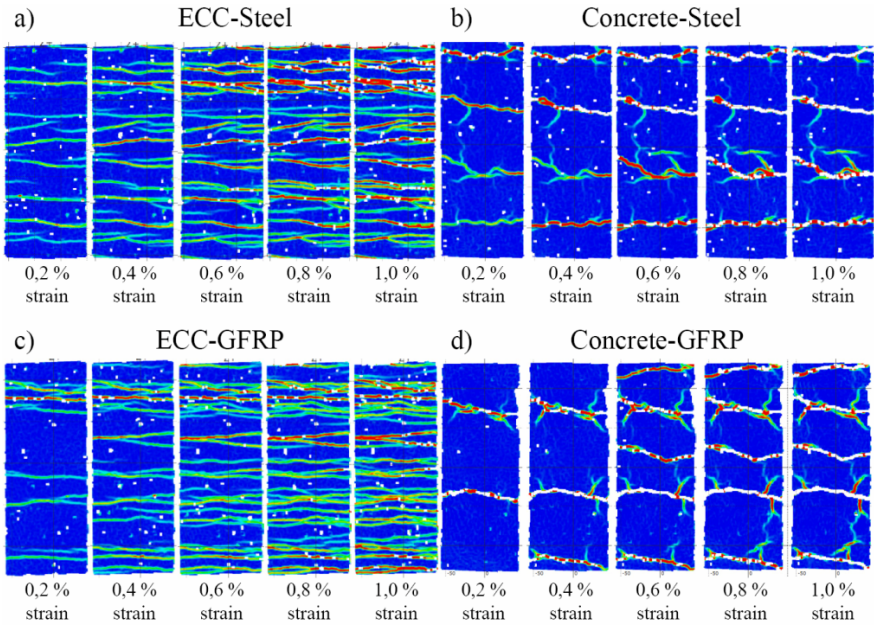 a) ECC-Steel b) Concrete-Steel
0,2 % 0,4 % 0,6 % 0,8 % 1,0 % 0,2 % 0,4 % 0,6 % 0,8 % 1,0 %
strain strain strain strain strain strain strain strain strain strain
c) ECC-GFRP d) Concrete-GFRP
0,2 % 0,4 % 0,6 % 0,8 % 1,0 % 0,2 % 0,4 % 0,6 % 0,8 % 1,0 %
strain strain strain strain strain strain strain strain strain strain